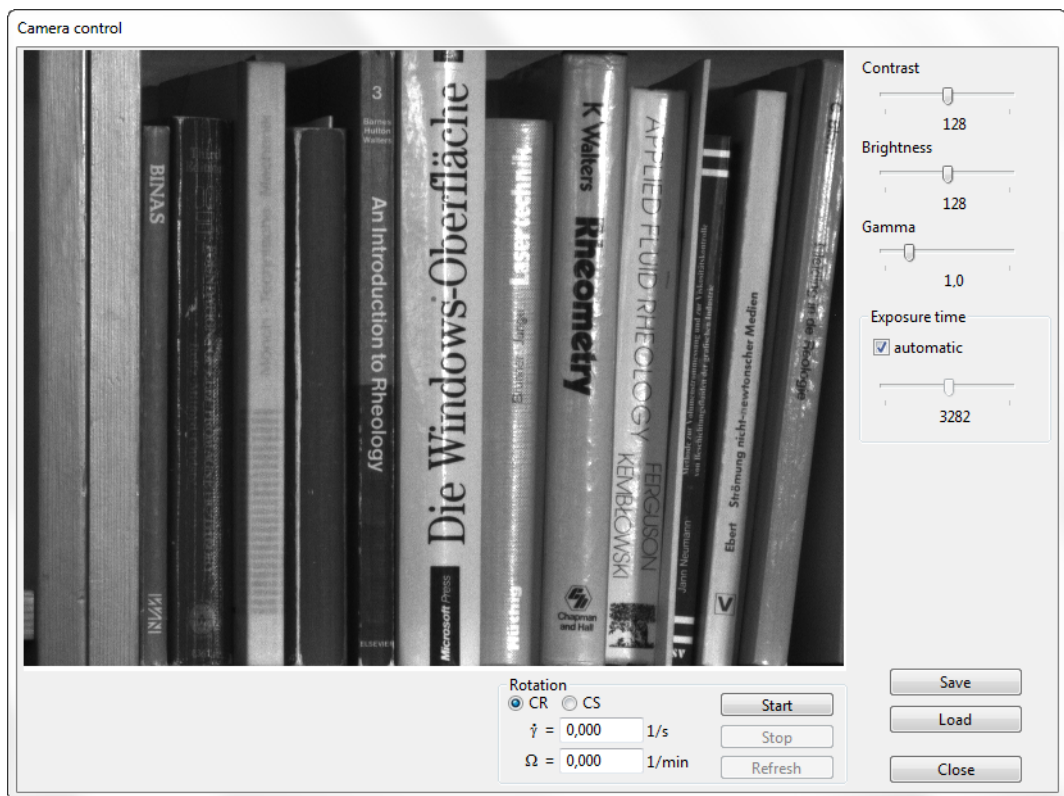 Camera control
BINAS
3
Barnes
Hutton
Walters
An Introduction to Rheology
ELSEVIER
Die Windows-Oberfläche
Microsoft Press
Lasertechnik
Hüthig
K Walters
Rheometry
Chapman
and Hall
APPLIED FLUID RHEOLOGY
FERGUSON
KEMBŁOWSKI
Jann Neumann
Ebert Strömung nicht-newtonscher Medien
V
Contrast
128
Brightness
128
Gamma
1,0
Exposure time
automatic
3282
Rotation
CR CS
γ̇ = 0,000 1/s
Ω = 0,000 1/min
Start
Stop
Refresh
Save
Load
Close